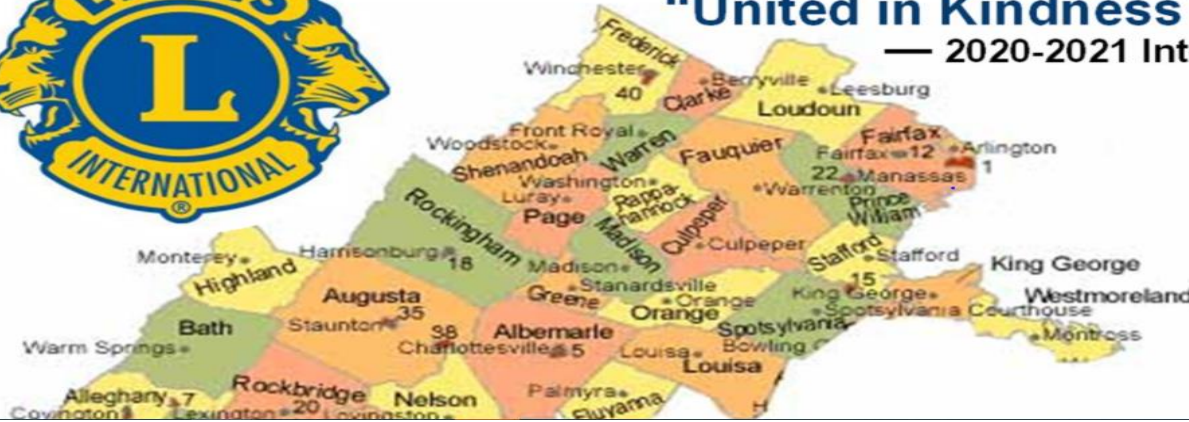 LIONS
L
INTERNATIONAL
®
"United in Kindness
— 2020-2021 Int
Frederick
Winchester
40
Clarke
Berryville
Leesburg
Loudoun
Front Royal
Warren
Woodstock
Shenandoah
Fauquier
Fairfax
Fairfax 12
Arlington
1
22
Manassas
Washington
Luray
Page
Rappa-
hannock
Warrenton
Prince
William
Rockingham
Harrisonburg
18
Madison
Culpeper
Culpeper
Stafford
Stafford
15
Monterey
Highland
Madison
Stanardsville
Greene
Orange
Orange
King George
King George
Westmoreland
Spotsylvania Courthouse
Montross
Augusta
35
Staunton
38
Charlottesville
5
Albemarle
Spotsylvania
Louisa
Bowling
Louisa
Bath
Warm Springs
Alleghany
7
Covington
Rockbridge
20
Lexington
Nelson
Lovingston
Palmyra
Fluvanna
H